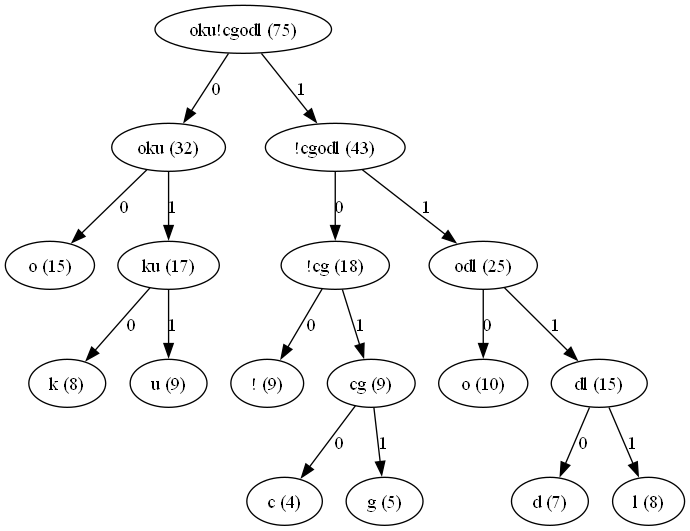 oku!cgodl (75)
0 1
oku (32) !cgodl (43)
0 1 0 1
o (15) ku (17) !cg (18) odl (25)
0 1 0 1 0 1
k (8) u (9) ! (9) cg (9) o (10) dl (15)
0 1 0 1
c (4) g (5) d (7) l (8)